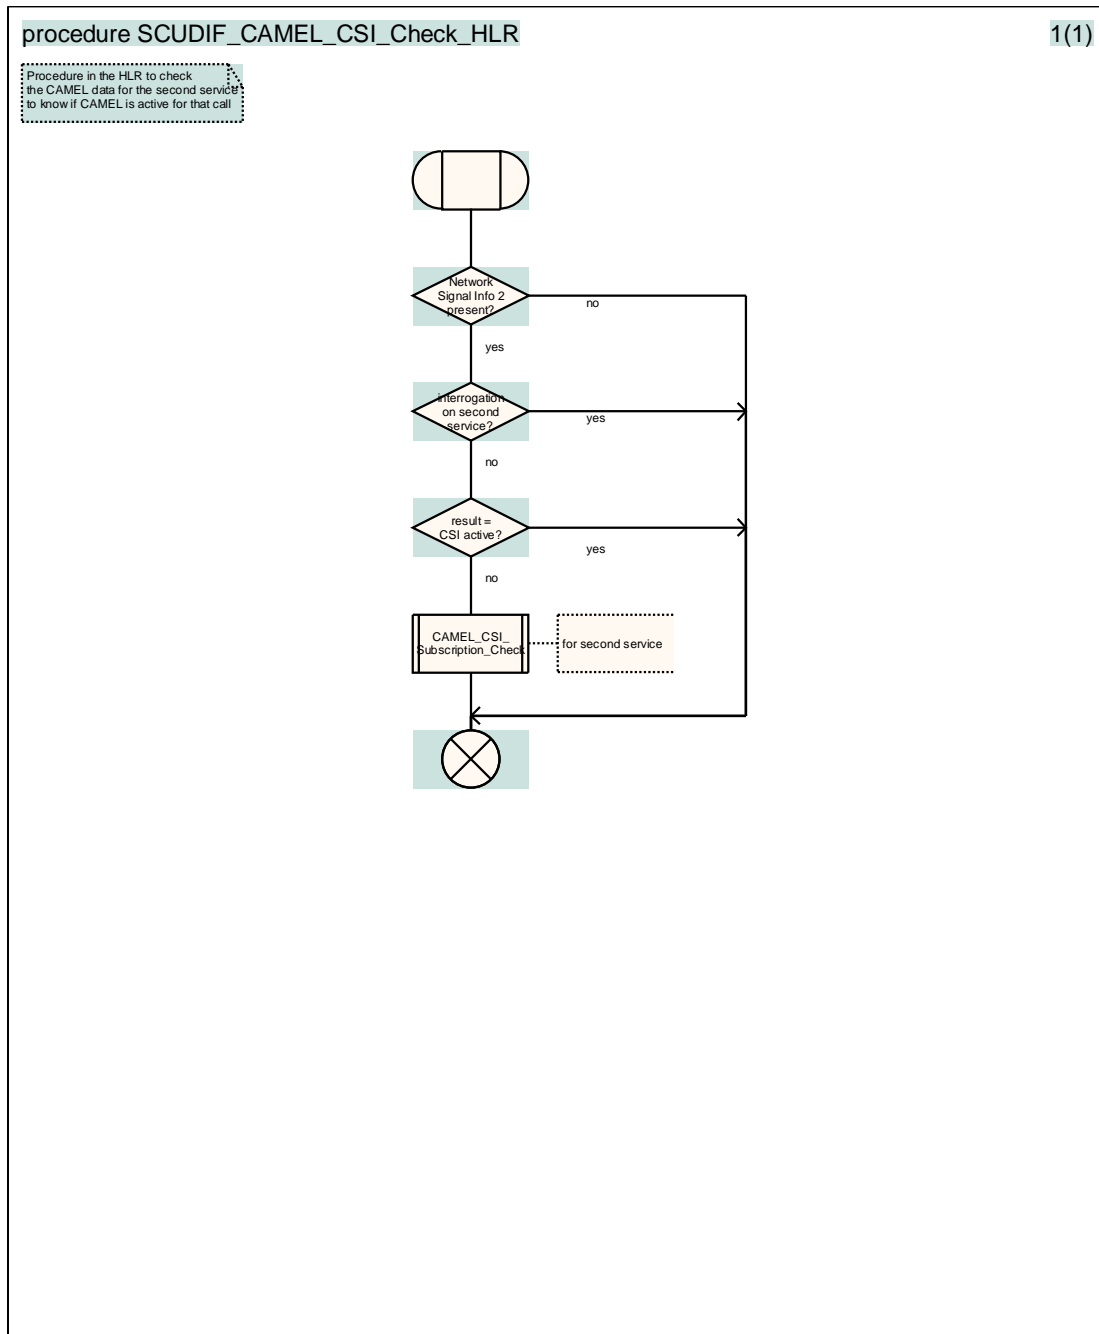 procedure SCUDIF_CAMEL_CSI_Check_HLR
1(1)
Procedure in the HLR to check
the CAMEL data for the second service
to know if CAMEL is active for that call
Network
Signal Info 2
present?
no
yes
interrogation
on second
service?
yes
no
result =
CSI active?
yes
no
CAMEL_CSI_
Subscription_Check
for second service